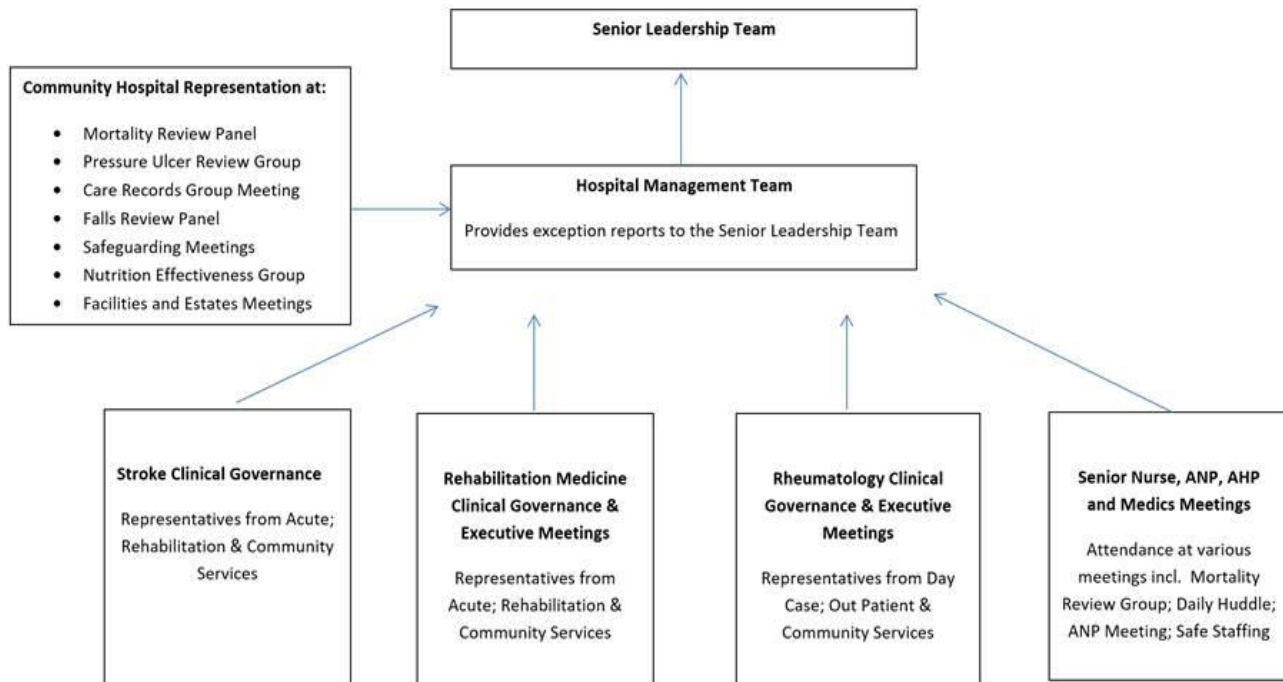 Senior Leadership Team
Community Hospital Representation at:
• Mortality Review Panel
• Pressure Ulcer Review Group
• Care Records Group Meeting
• Falls Review Panel
• Safeguarding Meetings
• Nutrition Effectiveness Group
• Facilities and Estates Meetings
Hospital Management Team
Provides exception reports to the Senior Leadership Team
Stroke Clinical Governance
Representatives from Acute;
Rehabilitation & Community
Services
Rehabilitation Medicine
Clinical Governance &
Executive Meetings
Representatives from
Acute; Rehabilitation &
Community Services
Rheumatology Clinical
Governance & Executive
Meetings
Representatives from Day
Case; Out Patient &
Community Services
Senior Nurse, ANP, AHP
and Medics Meetings
Attendance at various
meetings incl. Mortality
Review Group; Daily Huddle;
ANP Meeting; Safe Staffing